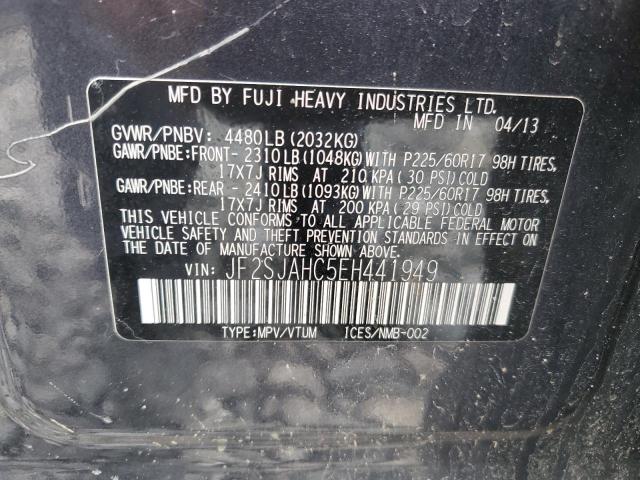 MFD BY FUJI HEAVY INDUSTRIES LTD.
MFD IN 04/13
GVWR/PNBV: 4480LB(2032KG)
GAWR/PNBE:FRONT- 2310LB(1048KG)WITH P225/60R17 98H TIRES,
17X7J RIMS AT 210 KPA(30 PSI)COLD
GAWR/PNBE:REAR - 2410LB(1093KG)WITH P225/60R17 98H TIRES,
17X7J RIMS AT 200 KPA(29 PSI)COLD
THIS VEHICLE CONFORMS TO ALL APPLICABLE FEDERAL MOTOR
VEHICLE SAFETY AND THEFT PREVENTION STANDARDS IN EFFECT ON
THE DATE OF MANUFACTURE SHOWN ABOVE.
VIN: JF2SJAHC5EH441949
TYPE:MPV/VTUM ICES/NMB-002